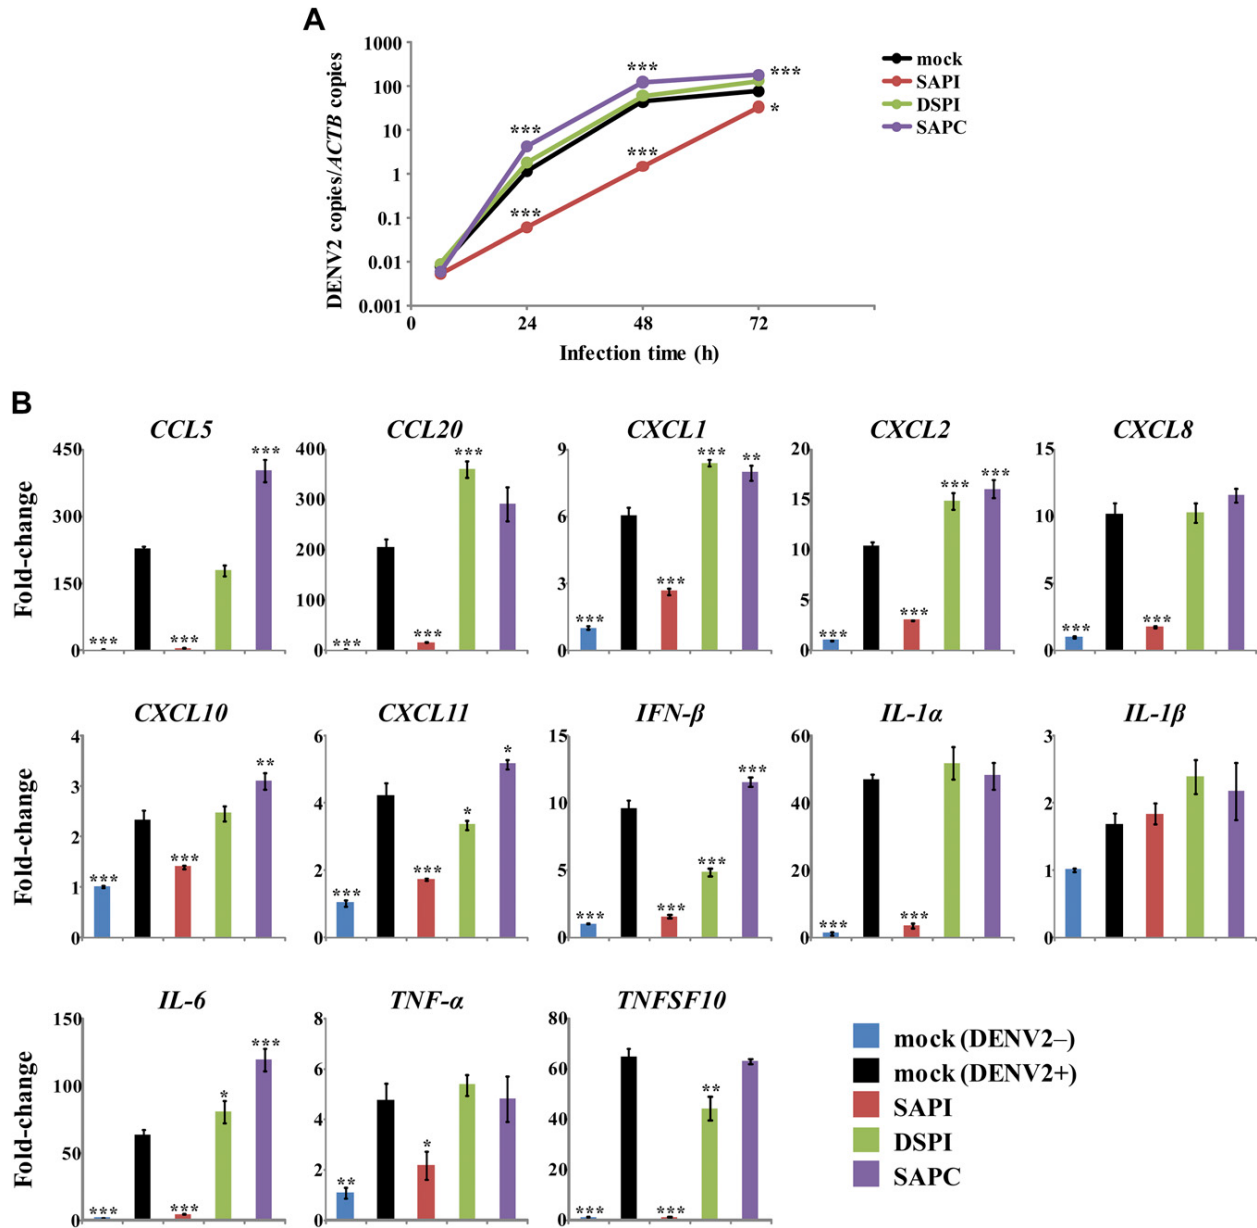 A
1000
100
10
1
0.1
0.01
0.001
DENV2 copies/ACTB copies
0 24 48 72
Infection time (h)
*** *** ***
*** *** *
mock
SAPI
DSPI
SAPC
B
CCL5 CCL20 CXCL1 CXCL2 CXCL8
Fold-change
450
300
150
0
*** *** ***
400
300
200
100
0
*** *** ***
9
6
3
0
*** *** *** **
20
15
10
5
0
*** *** *** ***
15
10
5
0
*** ***
CXCL10 CXCL11 IFN-β IL-1α IL-1β
Fold-change
4
3
2
1
0
*** *** **
6
4
2
0
*** *** * *
15
10
5
0
*** *** *** ***
60
40
20
0
*** ***
3
2
1
0
IL-6 TNF-α TNFSF10
Fold-change
150
100
50
0
*** *** * ***
8
6
4
2
0
** *
80
60
40
20
0
*** *** **
mock (DENV2–)
mock (DENV2+)
SAPI
DSPI
SAPC